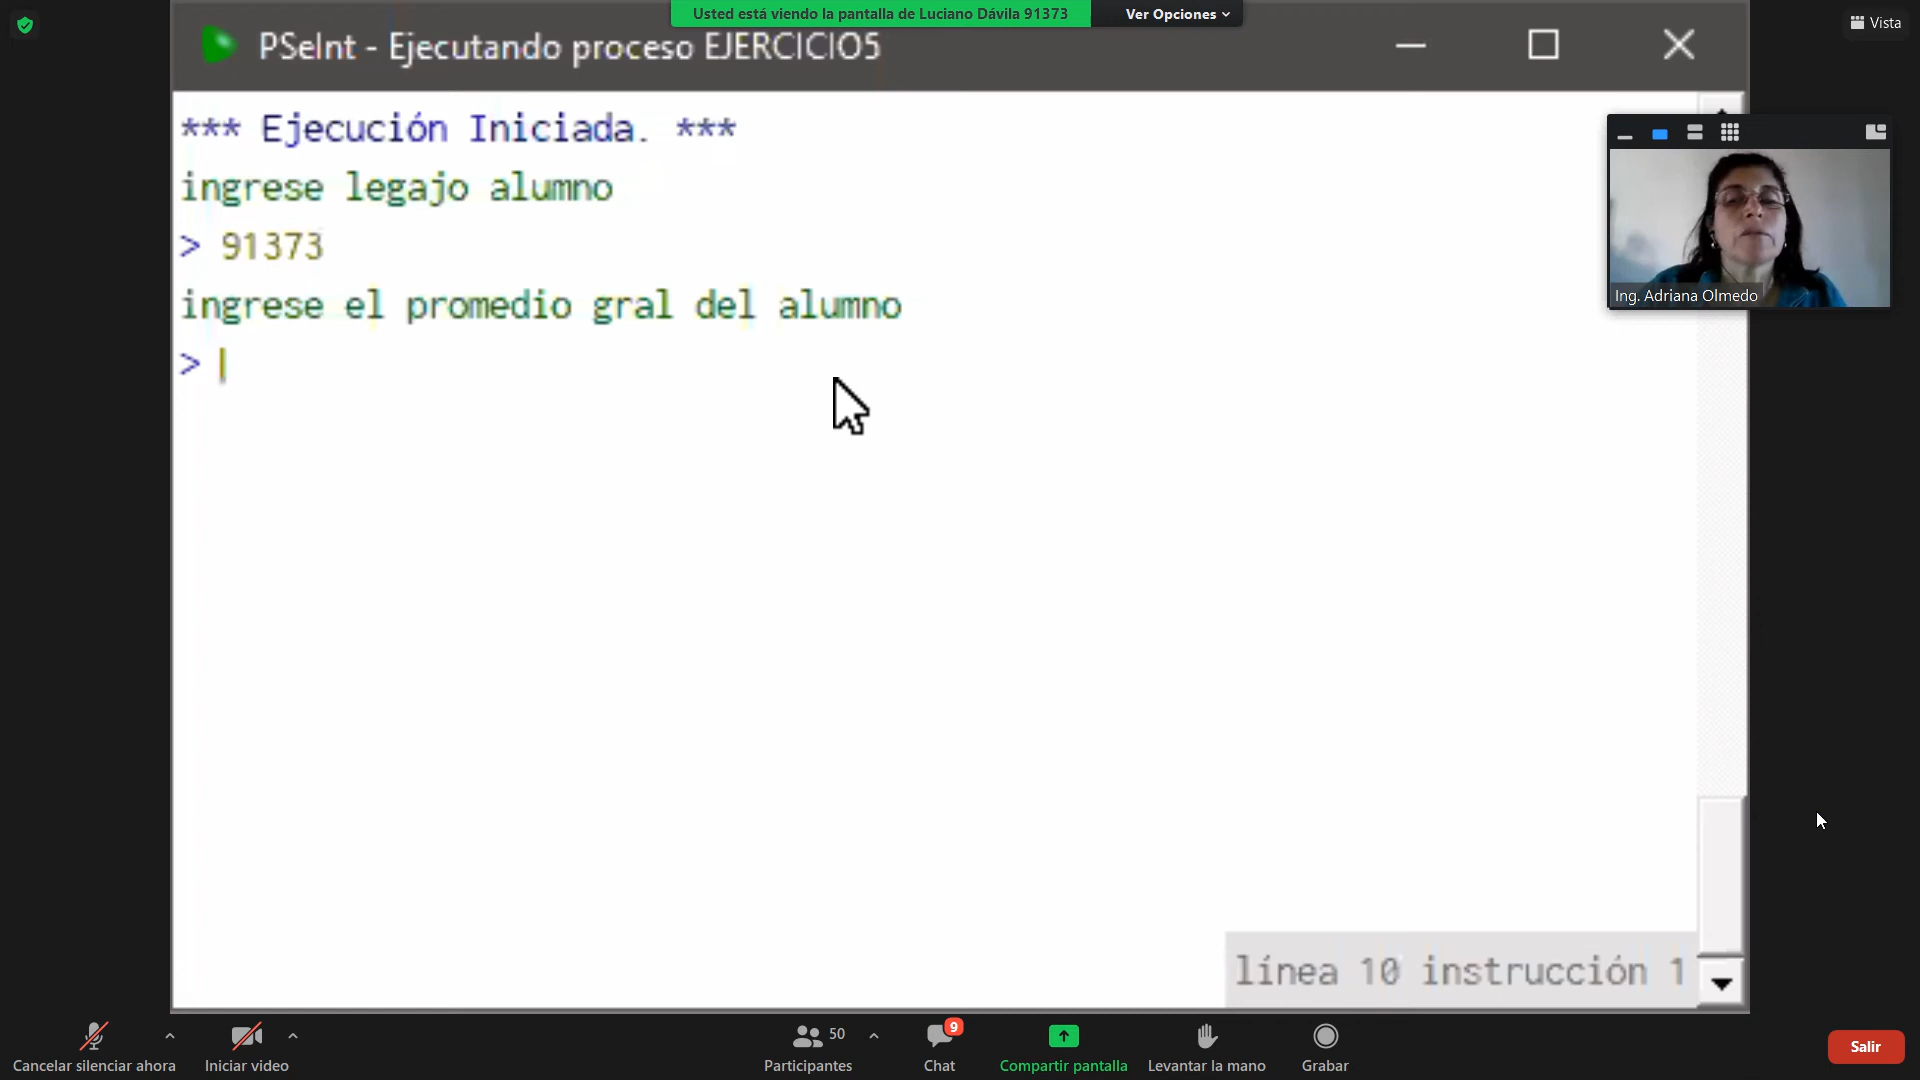 Usted está viendo la pantalla de Luciano Dávila 91373
Ver Opciones
Vista
PSeInt - Ejecutando proceso EJERCICIO5
*** Ejecución Iniciada. ***
ingrese legajo alumno
> 91373
ingrese el promedio gral del alumno
>
Ing. Adriana Olmedo
línea 10 instrucción 1
Cancelar silenciar ahora
Iniciar video
50
Participantes
9
Chat
Compartir pantalla
Levantar la mano
Grabar
Salir